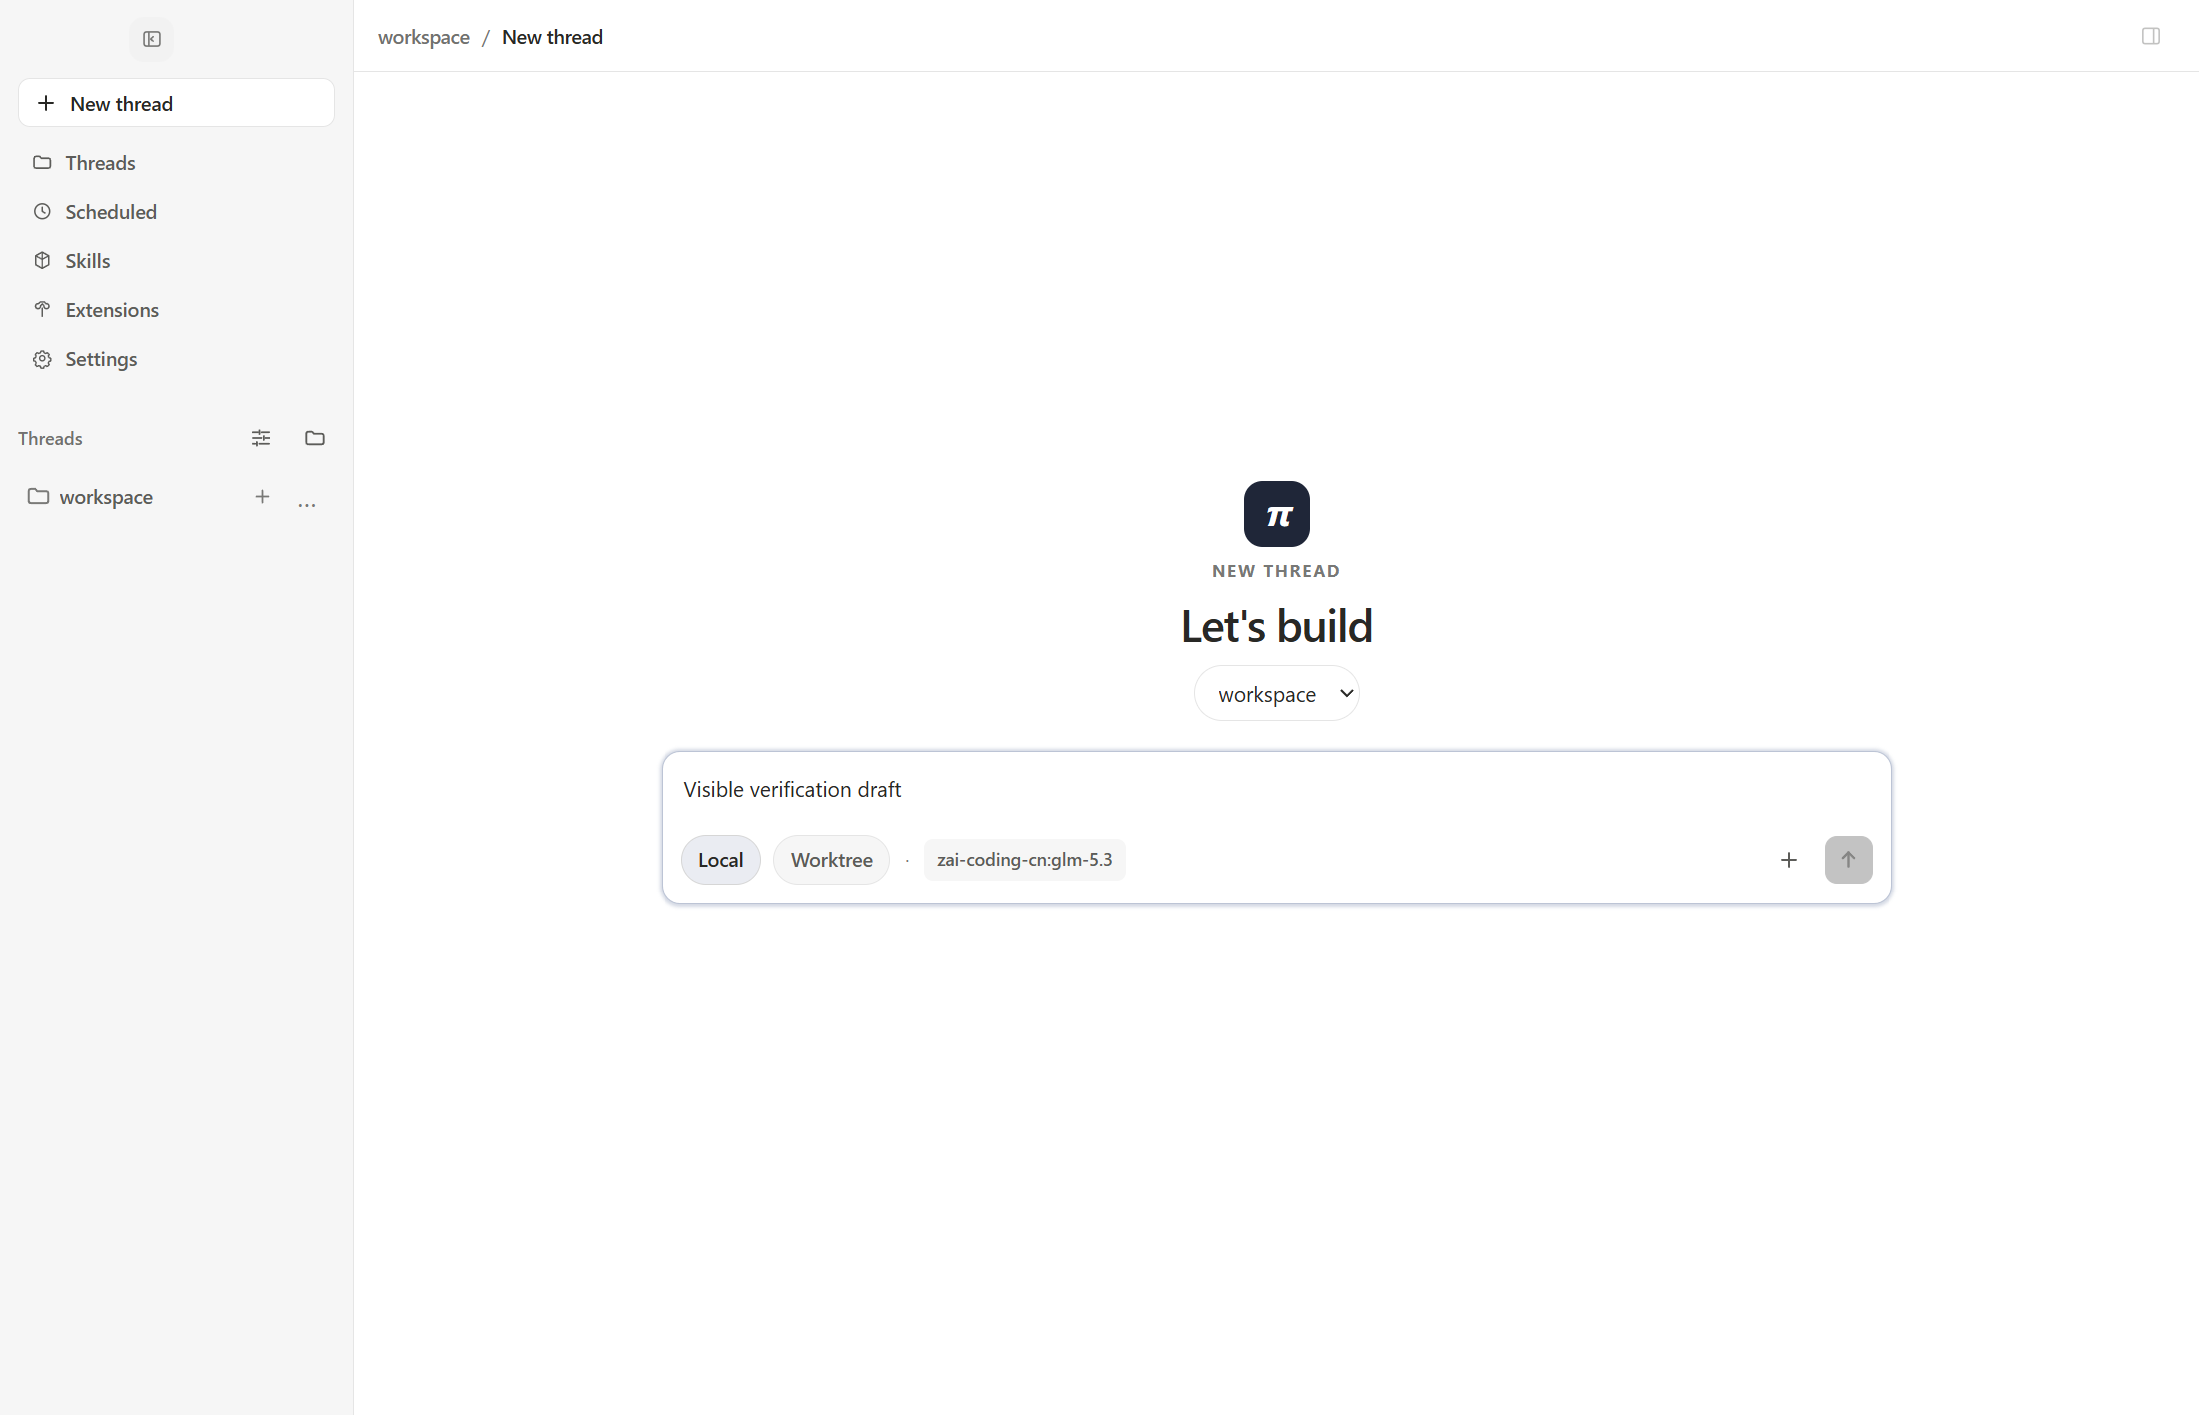 workspace / New thread
New thread
Threads
Scheduled
Skills
Extensions
Settings
Threads
workspace
...
π
NEW THREAD
Let's build
workspace
Visible verification draft
Local
Worktree
·
zai-coding-cn:glm-5.3